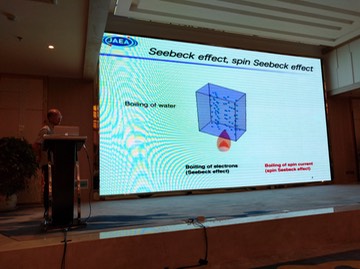 JAEA
Seebeck effect, spin Seebeck effect
Boiling of water
Boiling of electrons
(Seebeck effect)
Boiling of spin current
(spin Seebeck effect)